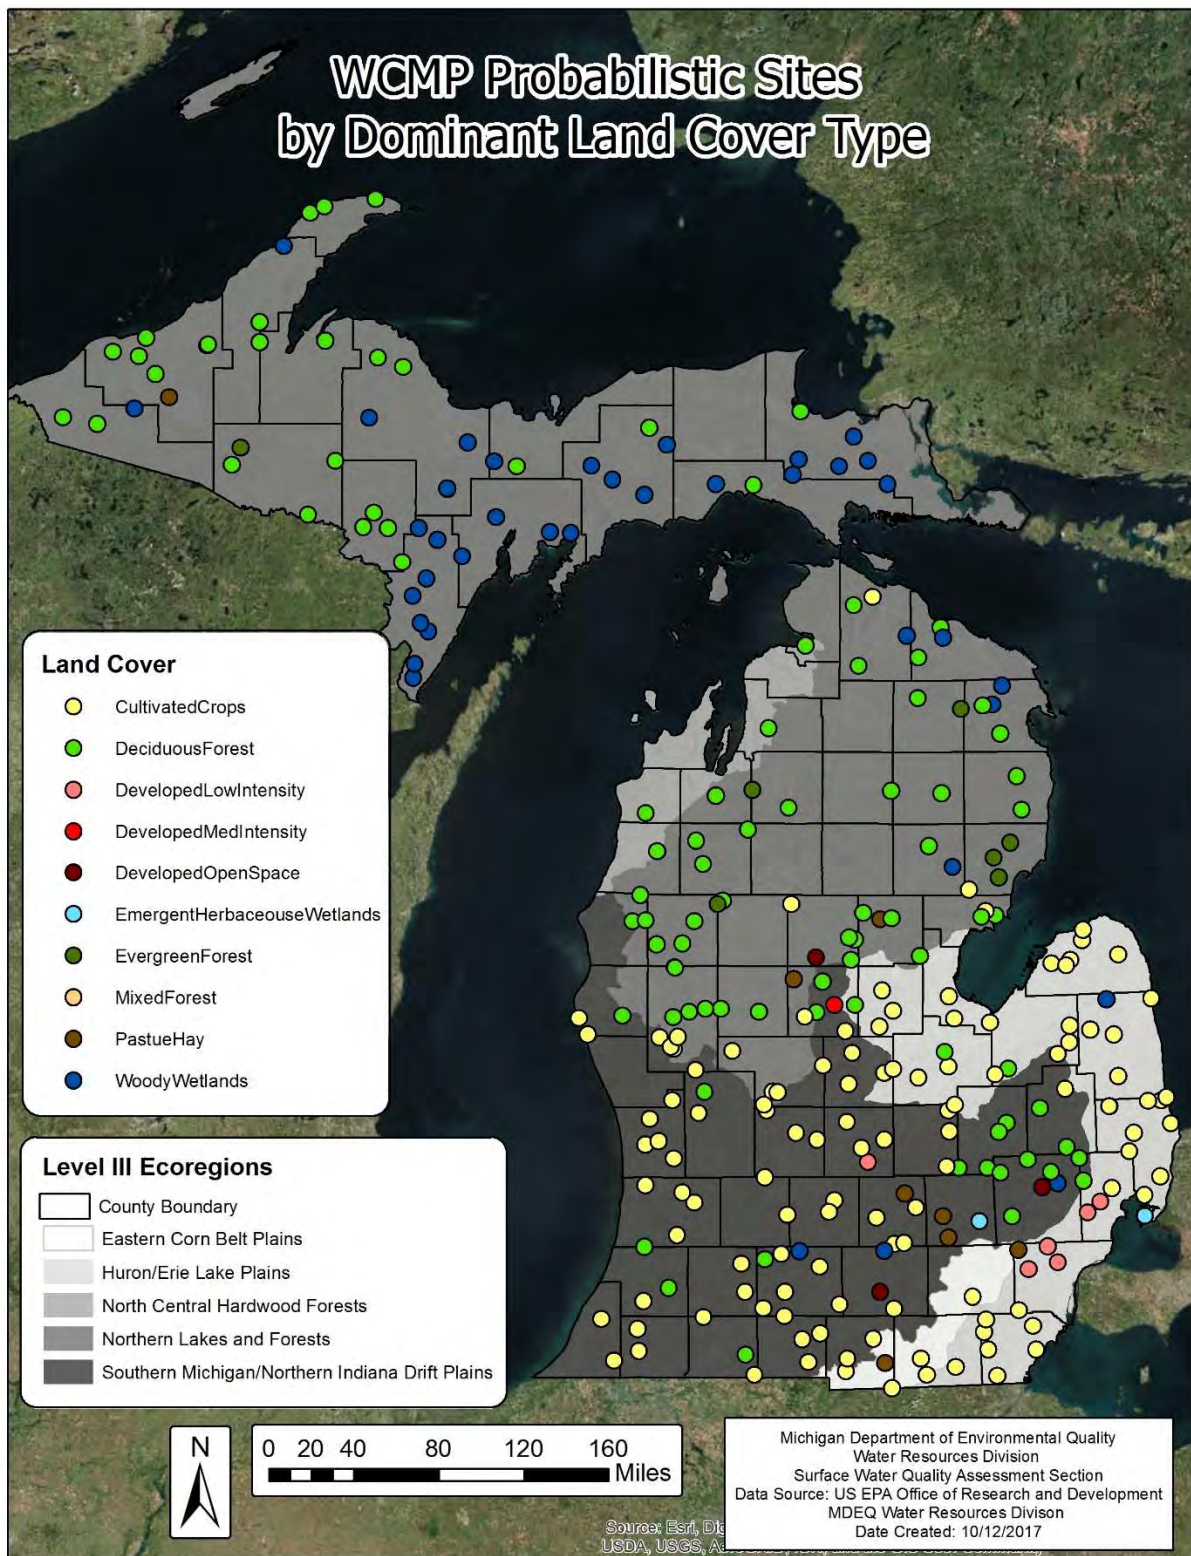 WCMP Probabilistic Sites
by Dominant Land Cover Type
Land Cover
CultivatedCrops
DeciduousForest
DevelopedLowIntensity
DevelopedMedIntensity
DevelopedOpenSpace
EmergentHerbaceouseWetlands
EvergreenForest
MixedForest
PastueHay
WoodyWetlands
Level III Ecoregions
County Boundary
Eastern Corn Belt Plains
Huron/Erie Lake Plains
North Central Hardwood Forests
Northern Lakes and Forests
Southern Michigan/Northern Indiana Drift Plains
N
0 20 40 80 120 160
Miles
Michigan Department of Environmental Quality
Water Resources Division
Surface Water Quality Assessment Section
Data Source: US EPA Office of Research and Development
MDEQ Water Resources Divison
Date Created: 10/12/2017
Source: Esri,
USDA, USGS,